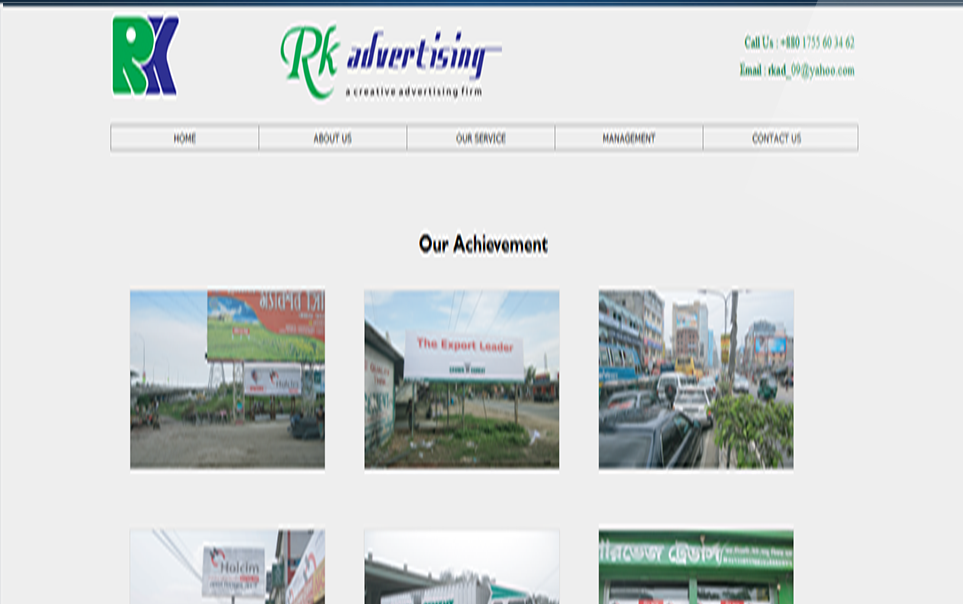 RK
Rk advertising
a creative advertising firm
Call Us : +880 1755 60 34 62
Email : rkad_09@yahoo.com
HOME
ABOUT US
OUR SERVICE
MANAGEMENT
CONTACT US
Our Achievement
Holcim
The Export Leader
Holcim